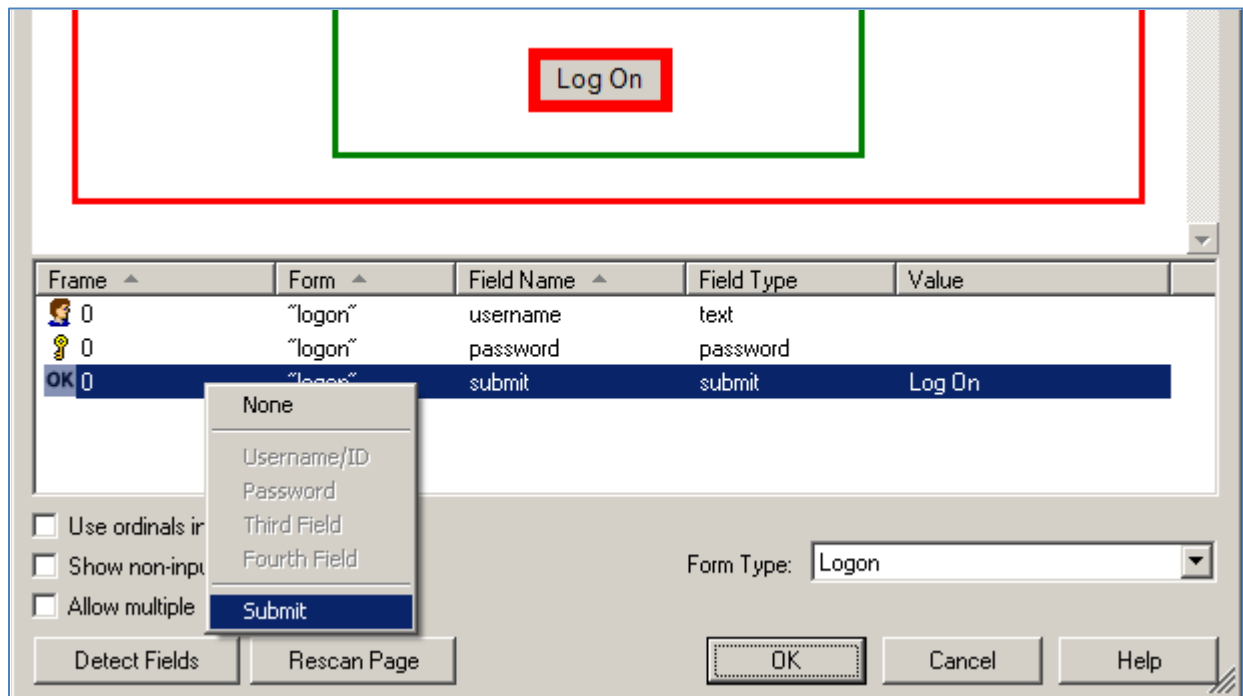 Log On
Frame Form Field Name Field Type Value
0 "logon" username text
0 "logon" password password
OK 0 "logon" submit submit Log On
None
Username/ID
Password
Third Field
Fourth Field
Submit
Use ordinals
Show non-inpu
Allow multiple
Form Type: Logon
Detect Fields Rescan Page OK Cancel Help